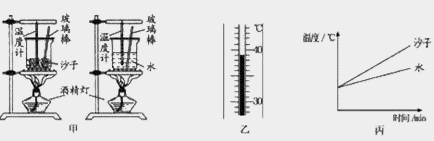 玻璃棒
温度计
沙子
酒精灯
甲
玻璃棒
温度计
水
℃
40
30
乙
温度/℃
沙子
水
时间/min
丙